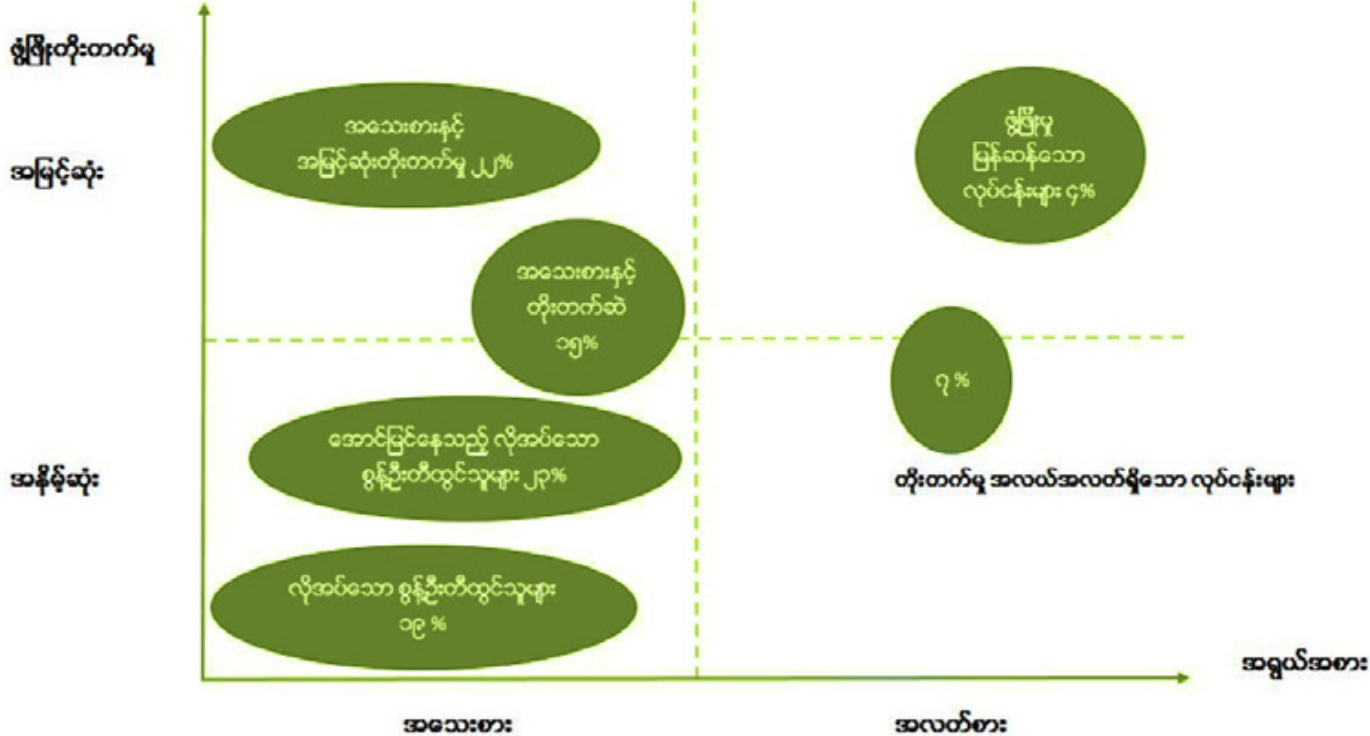 ဖွံ့ဖြိုးတိုးတက်မှု
အမြင့်ဆုံး
အသေးစားနှင့်
အမြင့်ဆုံးတိုးတက်မှု ၂၂%
ဖွံ့ဖြိုးမှု
မြန်ဆန်သော
လုပ်ငန်းများ ၄%
အသေးစားနှင့်
တိုးတက်ဆဲ
၁၅%
၇ %
အောင်မြင်နေသည့် လိုအပ်သော
စွန့်ဦးတီထွင်သူများ ၂၃%
အနိမ့်ဆုံး
တိုးတက်မှု အလယ်အလတ်ရှိသော လုပ်ငန်းများ
လိုအပ်သော စွန့်ဦးတီထွင်သူများ
၁၉ %
အရွယ်အစား
အသေးစား
အလတ်စား